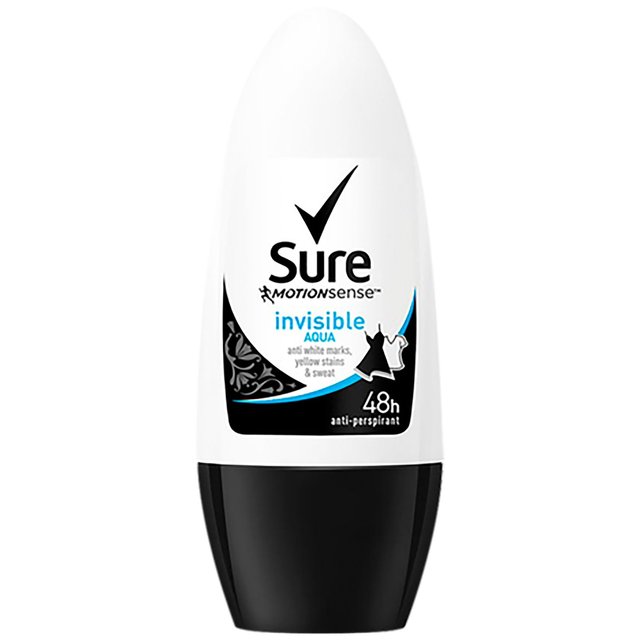 Sure
MOTIONsense™
invisible
AQUA
anti white marks,
yellow stains
& sweat
48h
anti-perspirant